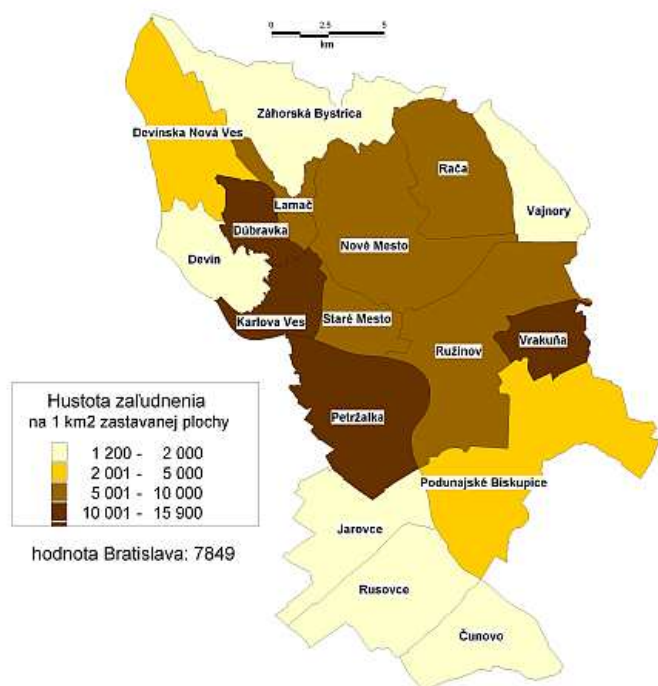 0 2.5 5
km
Záhorská Bystrica
Devínska Nová Ves
Rača
Lamač
Vajnory
Dúbravka
Nové Mesto
Devín
Karlova Ves
Staré Mesto
Vrakuňa
Ružinov
Hustota zaľudnenia
na 1 km2 zastavanej plochy
1 200 - 2 000
2 001 - 5 000
5 001 - 10 000
10 001 - 15 900
Petržalka
Podunajské Biskupice
Jarovce
hodnota Bratislava: 7849
Rusovce
Čunovo